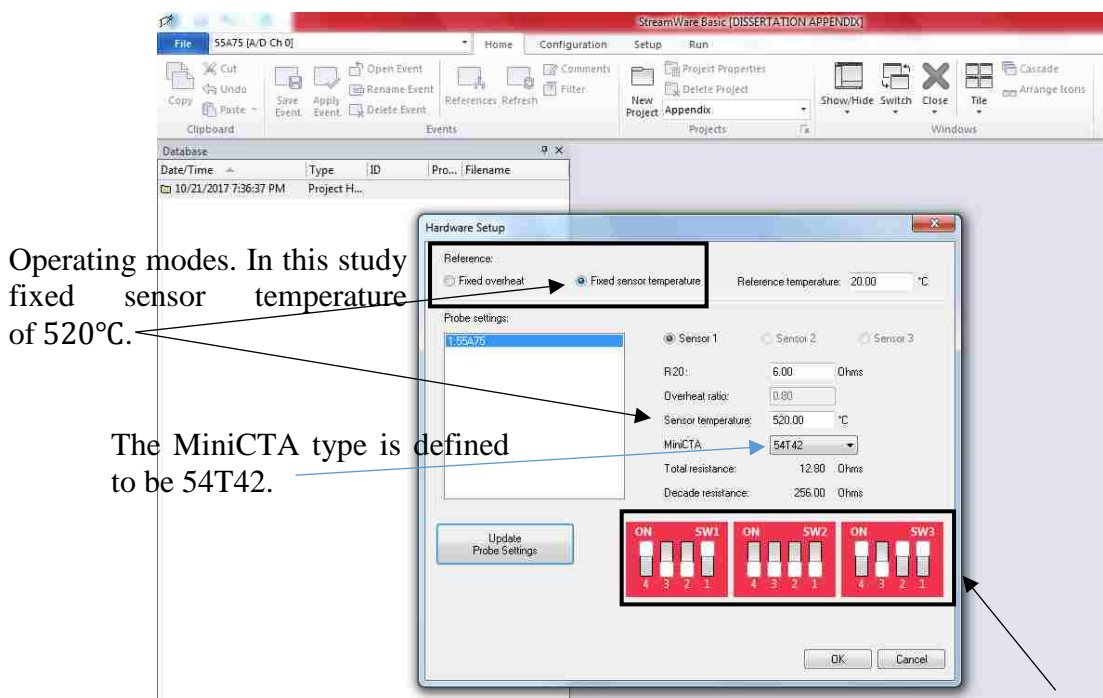 StreamWare Basic [DISSERTATION APPENDIX]
File 55A75 [A/D Ch 0] Home Configuration Setup Run
Cut
Undo
Copy Paste
Clipboard
Save Event Apply Event
Open Event
Rename Event
Delete Event
References Refresh
Comments
Filter
Events
New Project
Project Properties
Delete Project
Appendix
Projects
Show/Hide Switch Close Tile
Cascade
Arrange Icons
Windows
Database
Date/Time Type ID Pro... Filename
10/21/2017 7:36:37 PM Project H...
Hardware Setup
Reference:
Fixed overheat Fixed sensor temperature Reference temperature: 20.00 °C
Operating modes. In this study
fixed sensor temperature
of 520°C.
Probe settings:
1:55A75
Sensor 1 Sensor 2 Sensor 3
R20: 6.00 Ohms
Overheat ratio: 0.80
Sensor temperature: 520.00 °C
MiniCTA 54T42
Total resistance: 12.80 Ohms
Decade resistance: 256.00 Ohms
The MiniCTA type is defined
to be 54T42.
Update
Probe Settings
ON SW1 ON SW2 ON SW3
4 3 2 1 4 3 2 1 4 3 2 1
OK Cancel